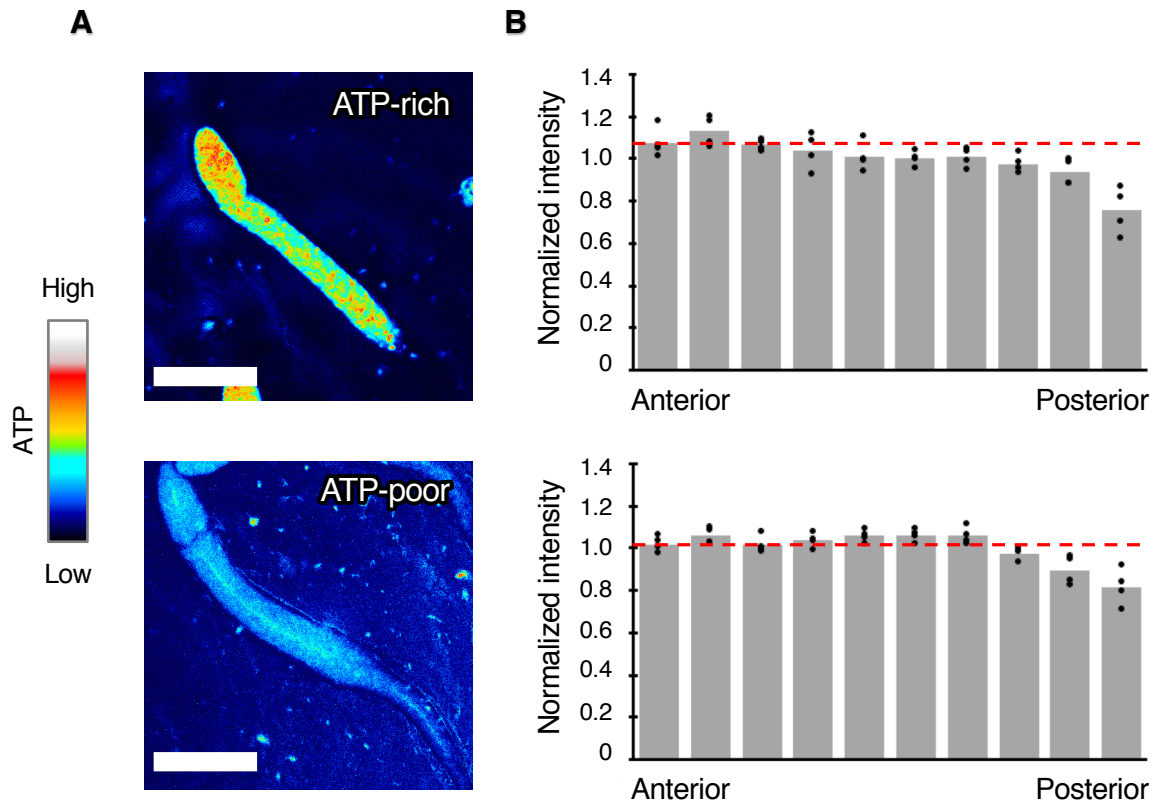 A
ATP-rich
High
ATP
Low
ATP-poor
B
Normalized intensity
1.4
1.2
1.0
0.8
0.6
0.4
0.2
0
Anterior
Posterior
Normalized intensity
1.4
1.2
1.0
0.8
0.6
0.4
0.2
0
Anterior
Posterior